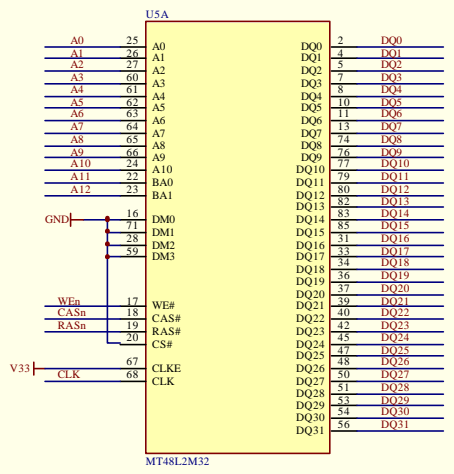 U5A
A0 25 A0 DQ0 2 DQ0
A1 26 A1 DQ1 4 DQ1
A2 27 A2 DQ2 5 DQ2
A3 60 A3 DQ3 7 DQ3
A4 61 A4 DQ4 8 DQ4
A5 62 A5 DQ5 10 DQ5
A6 63 A6 DQ6 11 DQ6
A7 64 A7 DQ7 13 DQ7
A8 65 A8 DQ8 74 DQ8
A9 66 A9 DQ9 76 DQ9
A10 24 A10 DQ10 77 DQ10
A11 22 BA0 DQ11 79 DQ11
A12 23 BA1 DQ12 80 DQ12
DQ13 82 DQ13
GND 16 DM0 DQ14 83 DQ14
71 DM1 DQ15 85 DQ15
28 DM2 DQ16 31 DQ16
59 DM3 DQ17 33 DQ17
DQ18 34 DQ18
DQ19 36 DQ19
DQ20 37 DQ20
WEn 17 WE# DQ21 39 DQ21
CASn 18 CAS# DQ22 40 DQ22
RASn 19 RAS# DQ23 42 DQ23
20 CS# DQ24 45 DQ24
DQ25 47 DQ25
V33 67 CLKE DQ26 48 DQ26
CLK 68 CLK DQ27 50 DQ27
DQ28 51 DQ28
DQ29 53 DQ29
DQ30 54 DQ30
DQ31 56 DQ31
MT48L2M32